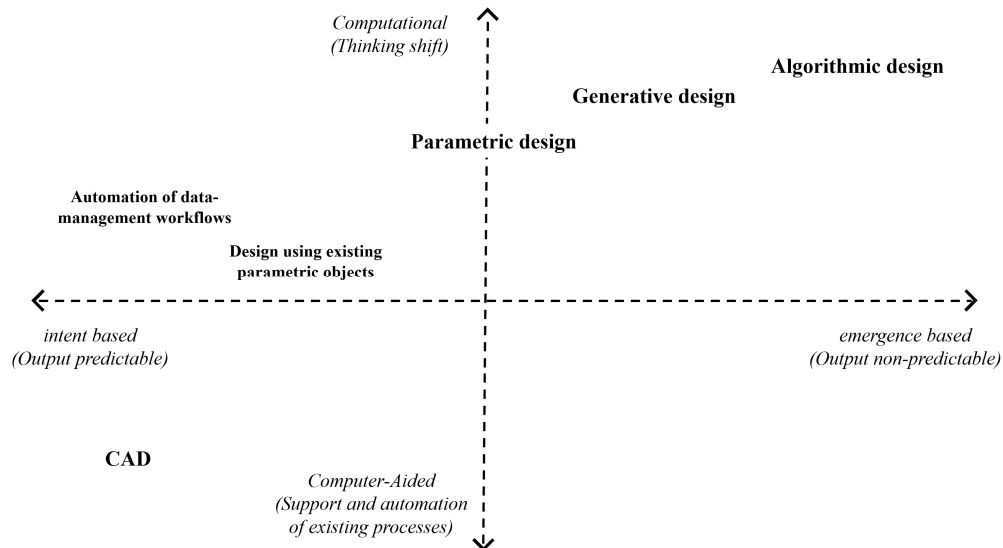 Computational
(Thinking shift)
Algorithmic design
Generative design
Parametric design
Automation of data-
management workflows
Design using existing
parametric objects
intent based
(Output predictable)
emergence based
(Output non-predictable)
CAD
Computer-Aided
(Support and automation
of existing processes)